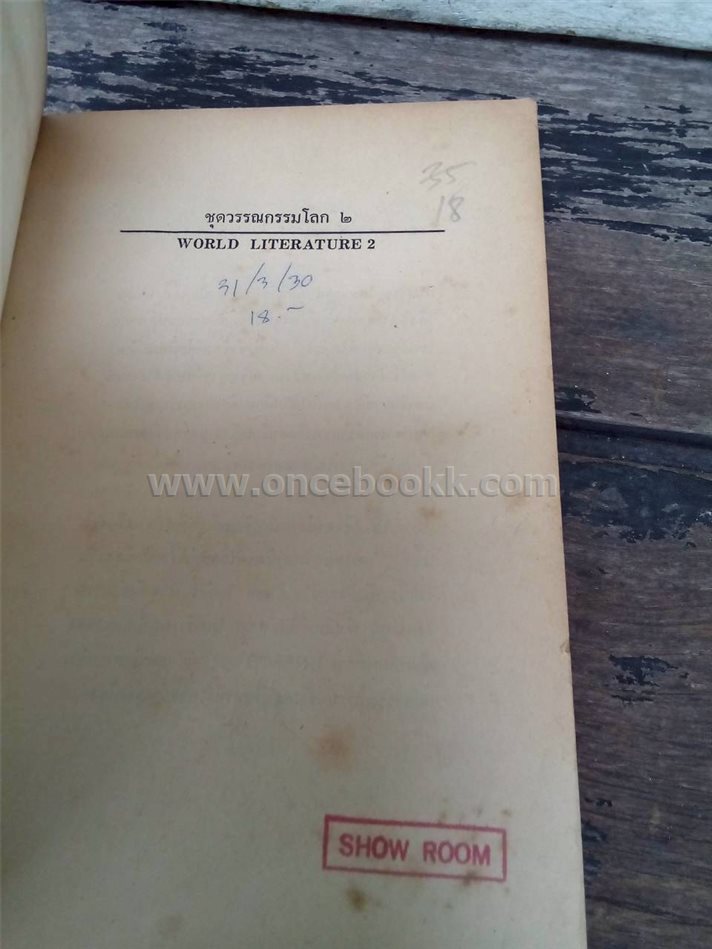 35
18
ชุดวรรณกรรมโลก ๒
WORLD LITERATURE 2
31/3/30
18.-
www.oncebookk.com
SHOW ROOM